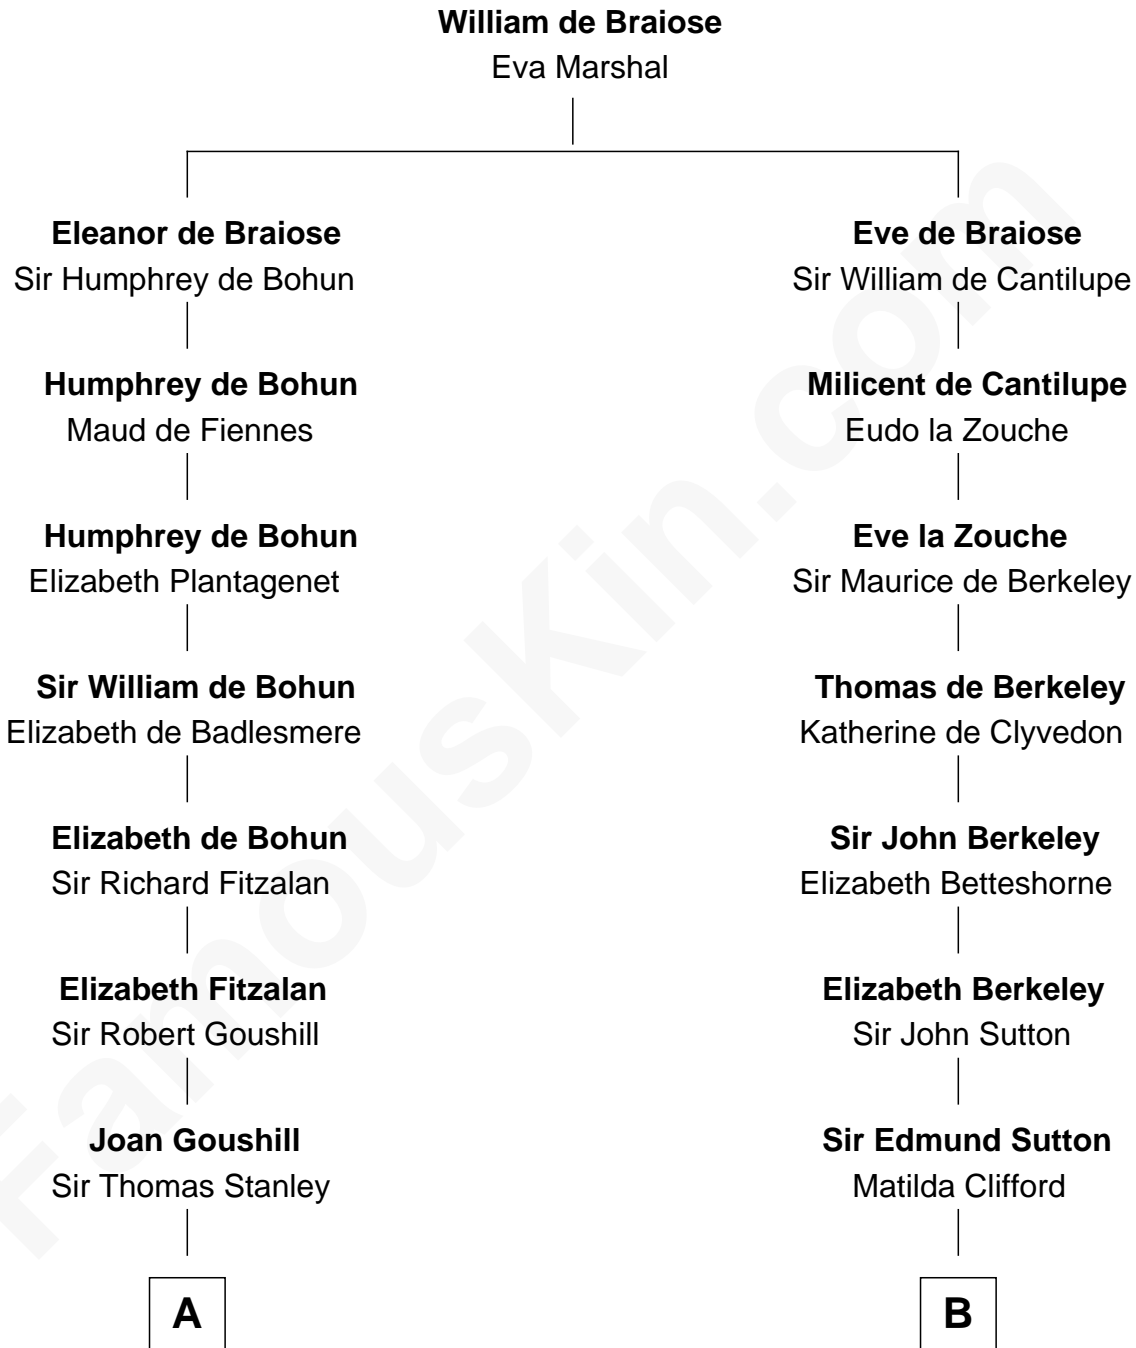 William de Braiose
Eva Marshal
Eleanor de Braiose
Sir Humphrey de Bohun
Eve de Braiose
Sir William de Cantilupe
Humphrey de Bohun
Maud de Fiennes
Milicent de Cantilupe
Eudo la Zouche
Humphrey de Bohun
Elizabeth Plantagenet
Eve la Zouche
Sir Maurice de Berkeley
Sir William de Bohun
Elizabeth de Badlesmere
Thomas de Berkeley
Katherine de Clyvedon
Elizabeth de Bohun
Sir Richard Fitzalan
Sir John Berkeley
Elizabeth Betteshorne
Elizabeth Fitzalan
Sir Robert Goushill
Elizabeth Berkeley
Sir John Sutton
Joan Goushill
Sir Thomas Stanley
Sir Edmund Sutton
Matilda Clifford
A
B
FamousKin.com